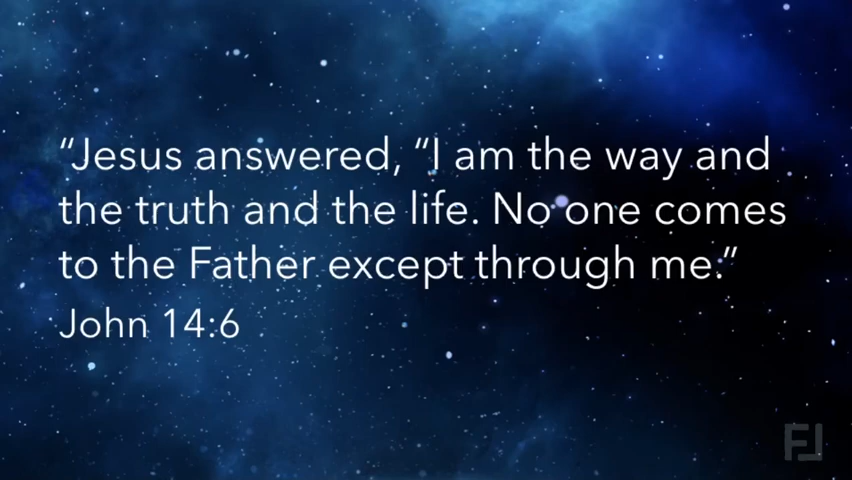 “Jesus answered, “I am the way and
the truth and the life. No one comes
to the Father except through me.”
John 14:6